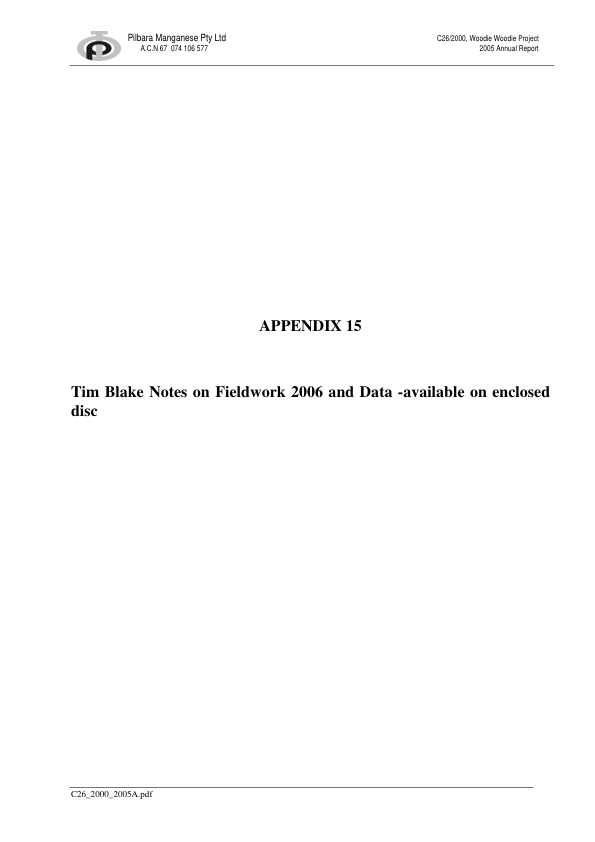 Pilbara Manganese Pty Ltd
A.C.N 67 074 106 577
C26/2000, Woodie Woodie Project
2005 Annual Report
APPENDIX 15
Tim Blake Notes on Fieldwork 2006 and Data -available on enclosed
disc
C26_2000_2005A.pdf